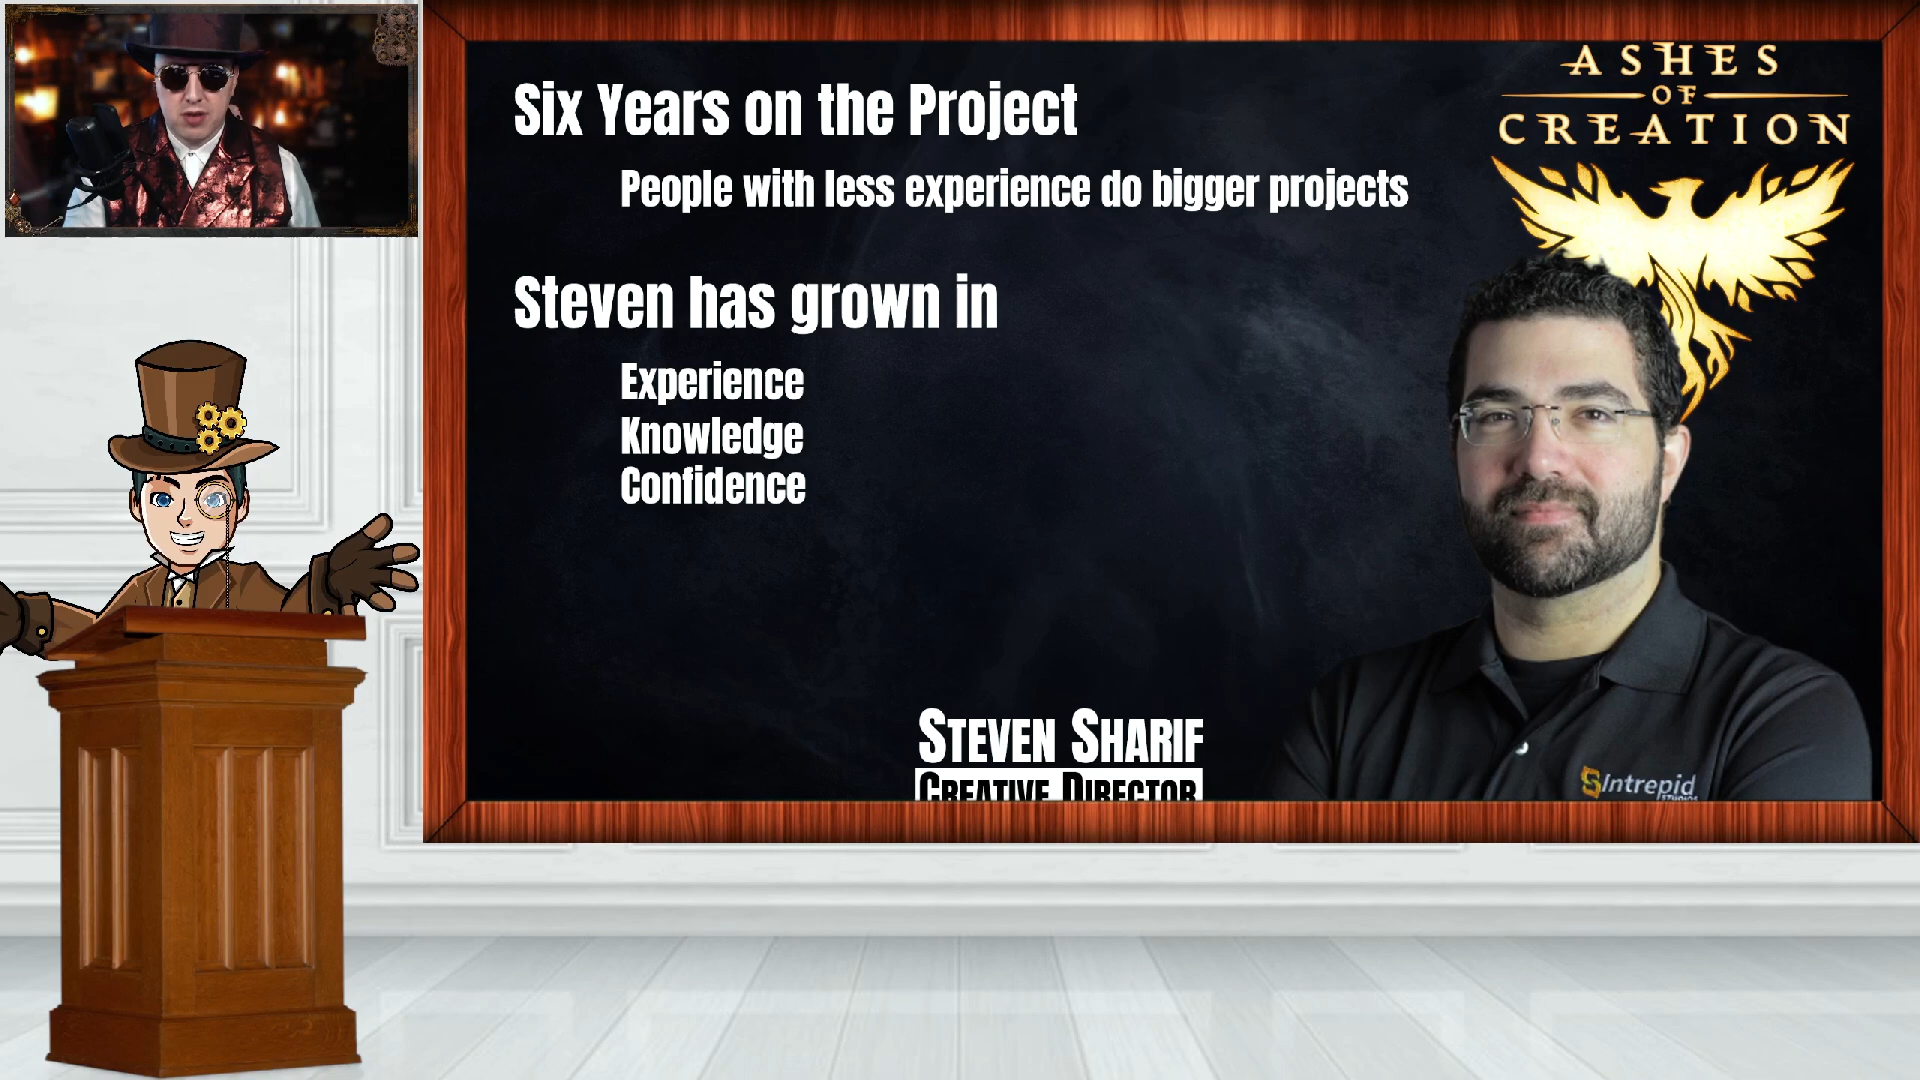 Six Years on the Project
People with less experience do bigger projects
Steven has grown in
Experience
Knowledge
Confidence
ASHES
OF
CREATION
STEVEN SHARIF
CREATIVE DIRECTOR
Intrepid
STUDIOS